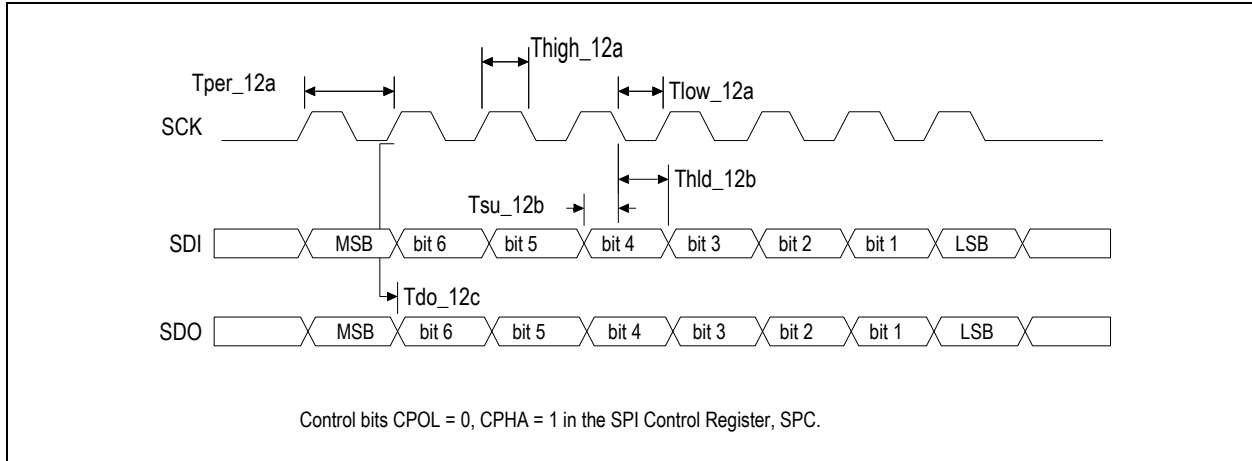 Thigh_12a
Tper_12a
Tlow_12a
SCK
Thld_12b
Tsu_12b
SDI MSB bit 6 bit 5 bit 4 bit 3 bit 2 bit 1 LSB
Tdo_12c
SDO MSB bit 6 bit 5 bit 4 bit 3 bit 2 bit 1 LSB
Control bits CPOL = 0, CPHA = 1 in the SPI Control Register, SPC.